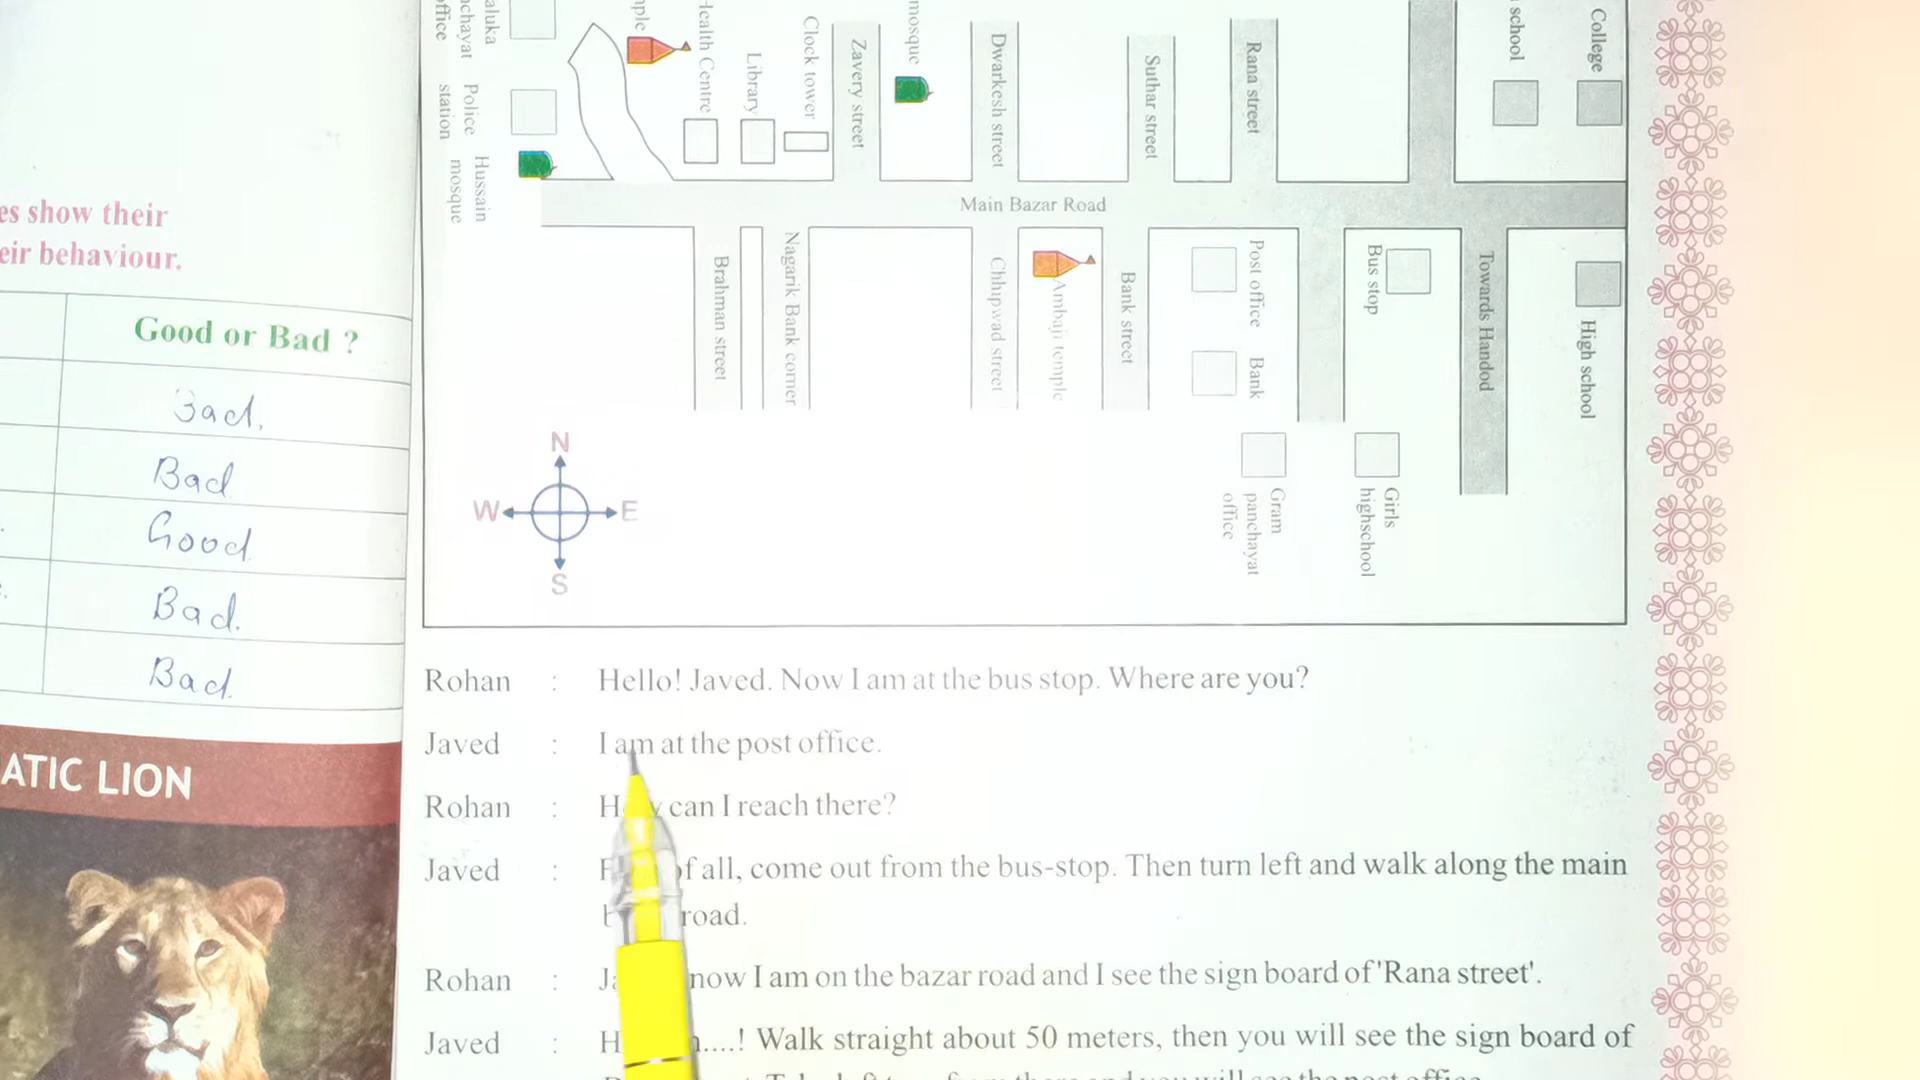 es show their
eir behaviour.
Good or Bad ?
Bad,
Bad
Good
Bad.
Bad.
ATIC LION
Police
station
Hussain
mosque
Health Centre
Library
Clock tower
Zavery street
mosque
Dwarkesh street
Suthar street
Rana street
school
College
Main Bazar Road
Brahman street
Nagarik Bank corner
Chhipwad street
Ambaji temple
Bank street
Post office
Bank
Bus stop
Towards Handod
High school
Gram
panchayat
office
Girls
highschool
N
W
E
S
Rohan : Hello! Javed. Now I am at the bus stop. Where are you?
Javed : I am at the post office.
Rohan : can I reach there?
Javed : of all, come out from the bus-stop. Then turn left and walk along the main
road.
Rohan : now I am on the bazar road and I see the sign board of 'Rana street'.
Javed : ....! Walk straight about 50 meters, then you will see the sign board of